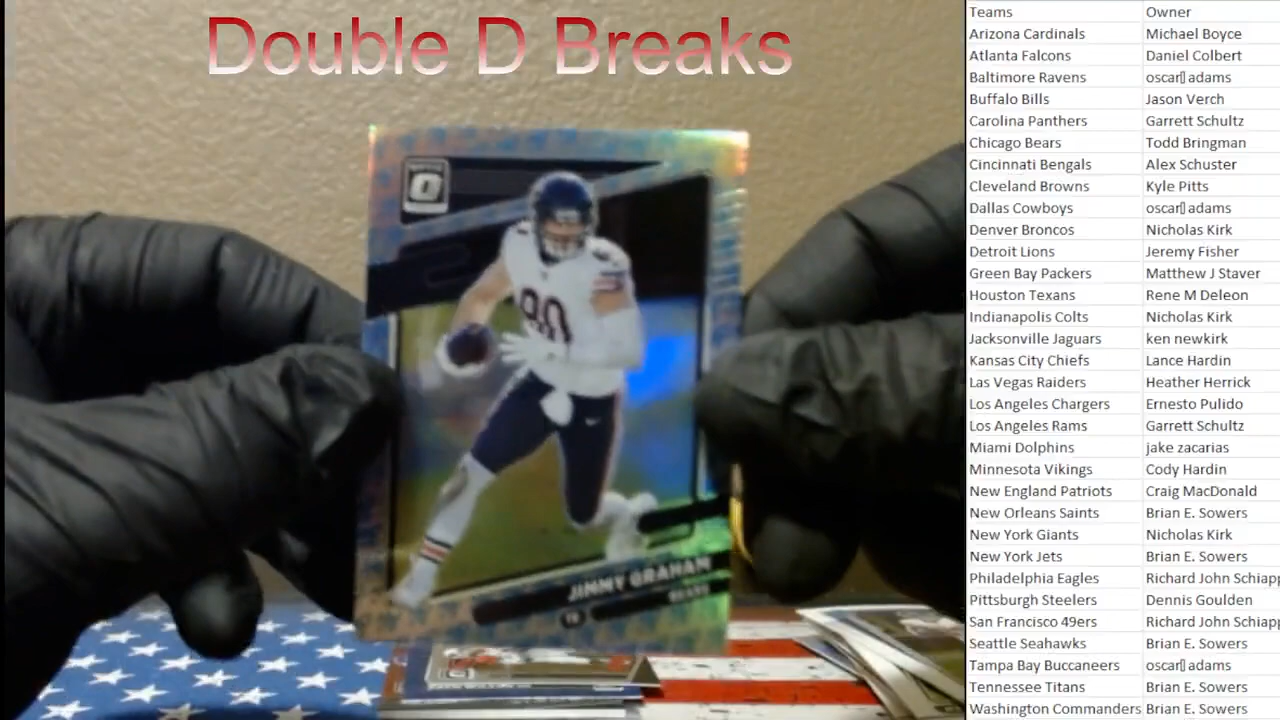 Double D Breaks
80
JIMMY GRAHAM
BEARS
Teams Owner
Arizona Cardinals Michael Boyce
Atlanta Falcons Daniel Colbert
Baltimore Ravens oscar▯ adams
Buffalo Bills Jason Verch
Carolina Panthers Garrett Schultz
Chicago Bears Todd Bringman
Cincinnati Bengals Alex Schuster
Cleveland Browns Kyle Pitts
Dallas Cowboys oscar▯ adams
Denver Broncos Nicholas Kirk
Detroit Lions Jeremy Fisher
Green Bay Packers Matthew J Staver
Houston Texans Rene M Deleon
Indianapolis Colts Nicholas Kirk
Jacksonville Jaguars ken newkirk
Kansas City Chiefs Lance Hardin
Las Vegas Raiders Heather Herrick
Los Angeles Chargers Ernesto Pulido
Los Angeles Rams Garrett Schultz
Miami Dolphins jake zacarias
Minnesota Vikings Cody Hardin
New England Patriots Craig MacDonald
New Orleans Saints Brian E. Sowers
New York Giants Nicholas Kirk
New York Jets Brian E. Sowers
Philadelphia Eagles Richard John Schiapp
Pittsburgh Steelers Dennis Goulden
San Francisco 49ers Richard John Schiapp
Seattle Seahawks Brian E. Sowers
Tampa Bay Buccaneers oscar▯ adams
Tennessee Titans Brian E. Sowers
Washington Commanders Brian E. Sowers